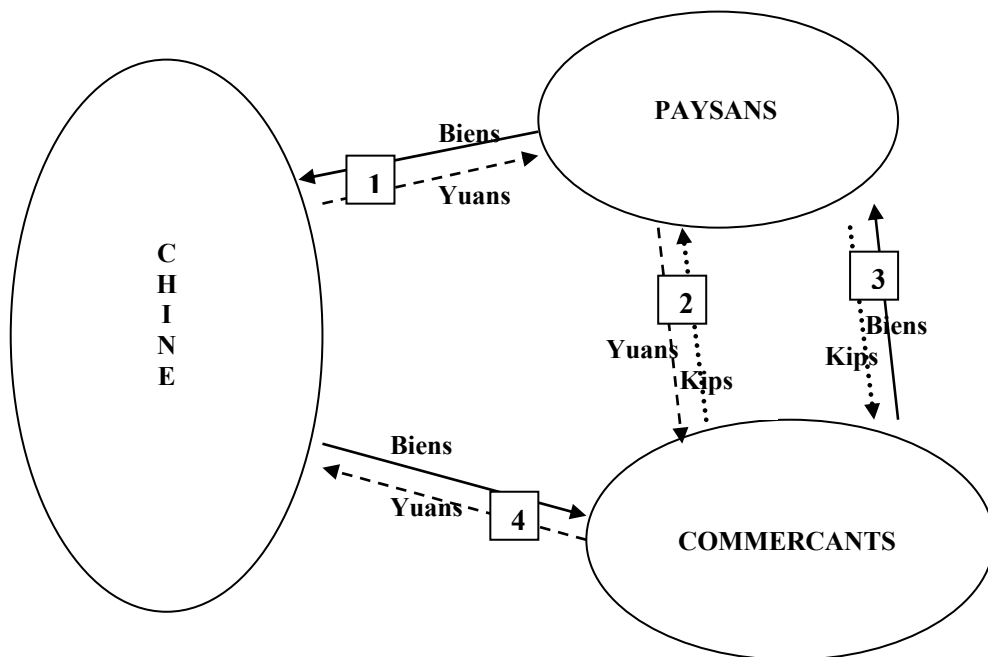 PAYSANS
Biens
1
Yuans
C
H
I
N
E
2
3
Yuans
Kips
Kips
Biens
Biens
Yuans
4
COMMERCANTS